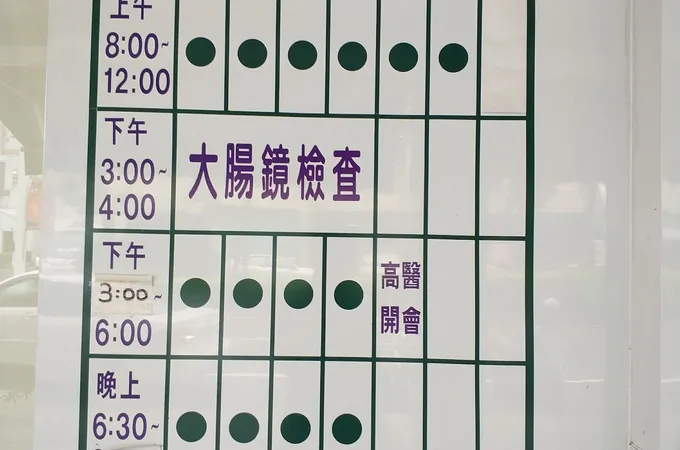 上午
8:00~
12:00
下午
3:00~
4:00
大腸鏡檢查
下午
3:00~
6:00
高醫
開會
晚上
6:30~